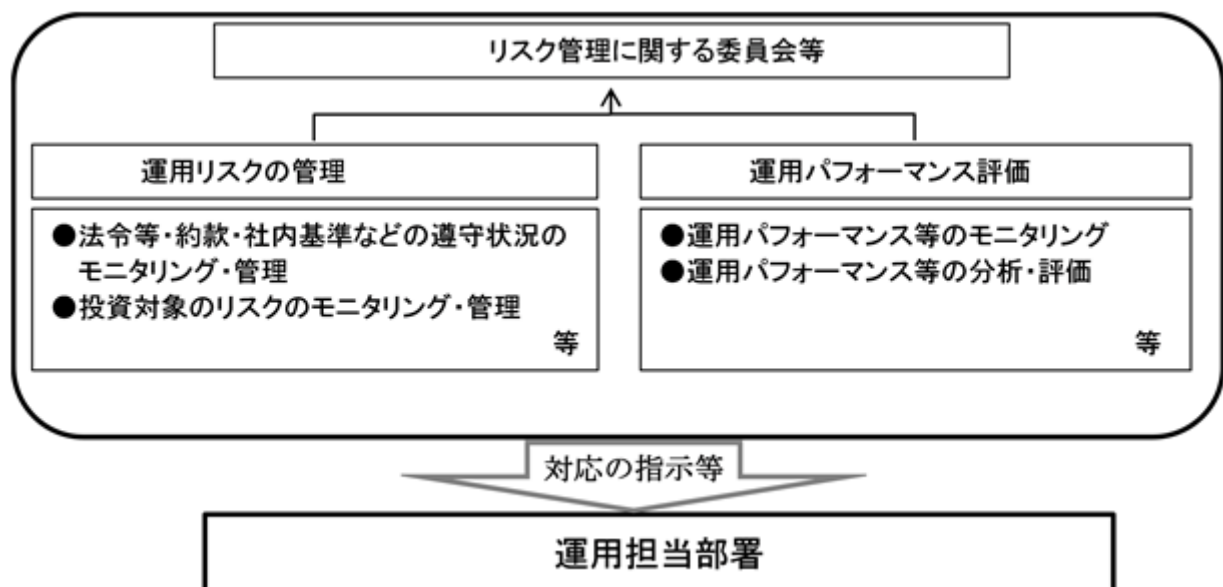 リスク管理に関する委員会等
運用リスクの管理
●法令等・約款・社内基準などの遵守状況の
モニタリング・管理
●投資対象のリスクのモニタリング・管理
等
運用パフォーマンス評価
●運用パフォーマンス等のモニタリング
●運用パフォーマンス等の分析・評価
等
対応の指示等
運用担当部署